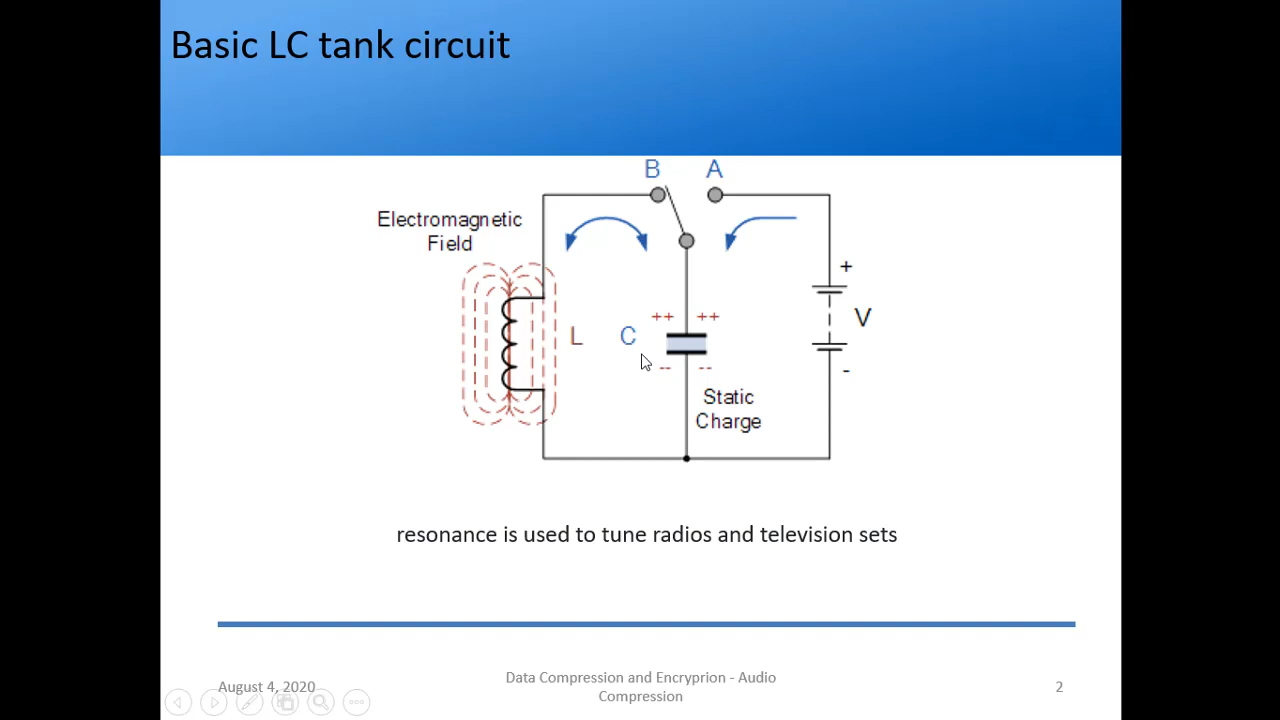 Basic LC tank circuit
B
A
Electromagnetic
Field
+
++ ++
V
L
C
-- --
-
Static
Charge
resonance is used to tune radios and television sets
August 4, 2020
Data Compression and Encryprion - Audio
Compression
2